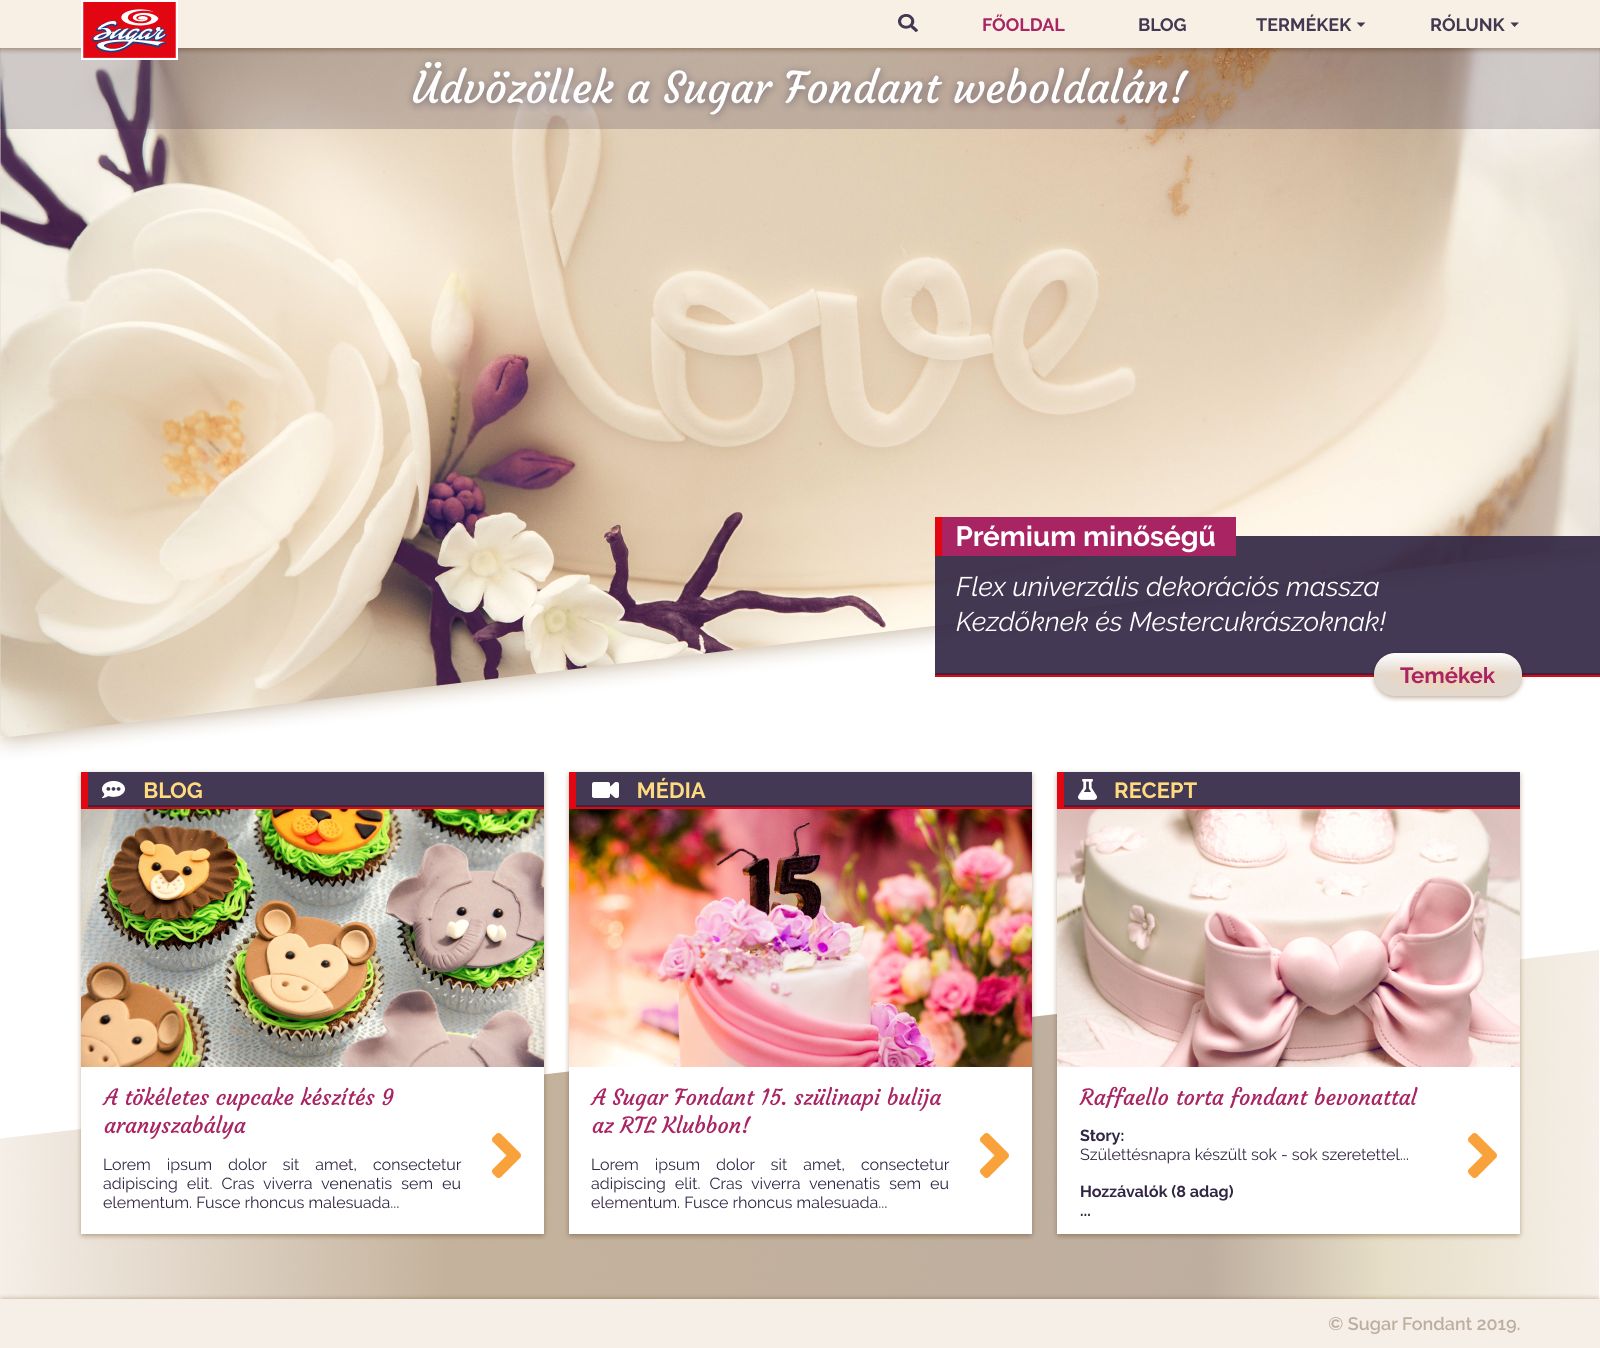 Sugar
FŐOLDAL
BLOG
TERMÉKEK
RÓLUNK
Üdvözöllek a Sugar Fondant weboldalán!
love
Prémium minőségű
Flex univerzális dekorációs massza
Kezdőknek és Mestercukrászoknak!
Temékek
BLOG
MÉDIA
RECEPT
15
A tökéletes cupcake készítés 9
aranyszabálya
Lorem ipsum dolor sit amet, consectetur
adipiscing elit. Cras viverra venenatis sem eu
elementum. Fusce rhoncus malesuada...
A Sugar Fondant 15. szülinapi bulija
az RTL Klubbon!
Lorem ipsum dolor sit amet, consectetur
adipiscing elit. Cras viverra venenatis sem eu
elementum. Fusce rhoncus malesuada...
Raffaello torta fondant bevonattal
Story:
Születtésnapra készült sok - sok szeretettel...
Hozzávalók (8 adag)
...
© Sugar Fondant 2019.